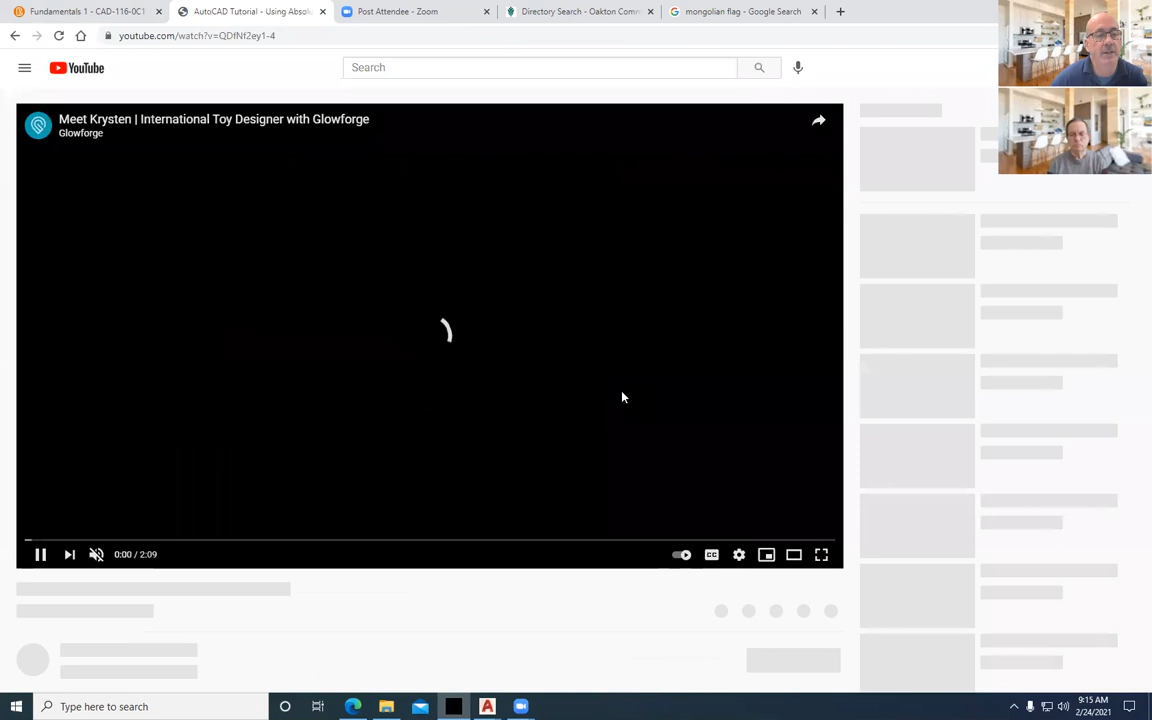 Fundamentals 1 - CAD-116-0C1
AutoCAD Tutorial - Using Absolu
Post Attendee - Zoom
Directory Search - Oakton Comm
mongolian flag - Google Search
youtube.com/watch?v=QDfNf2ey1-4
YouTube
Search
Meet Krysten | International Toy Designer with Glowforge
Glowforge
0:00 / 2:09
CC
Type here to search
A
9:15 AM
2/24/2021